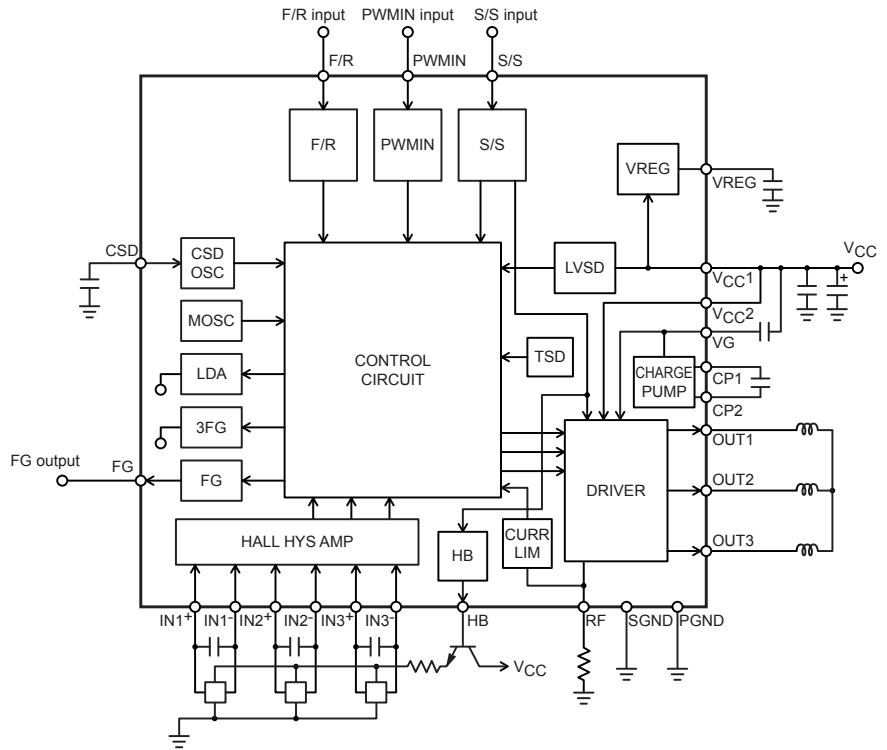 F/R input PWMIN input S/S input
F/R PWMIN S/S
F/R PWMIN S/S
VREG
VREG
CSD
CSD
OSC
LVSD
VCC1
VCC
+
MOSC
VCC2
VG
CONTROL
CIRCUIT
TSD
LDA
CHARGE
PUMP
CP1
CP2
3FG
OUT1
FG output
FG
FG
DRIVER
OUT2
HALL HYS AMP
HB
CURR
LIM
OUT3
IN1+ IN1- IN2+ IN2- IN3+ IN3- HB RF SGND PGND
VCC